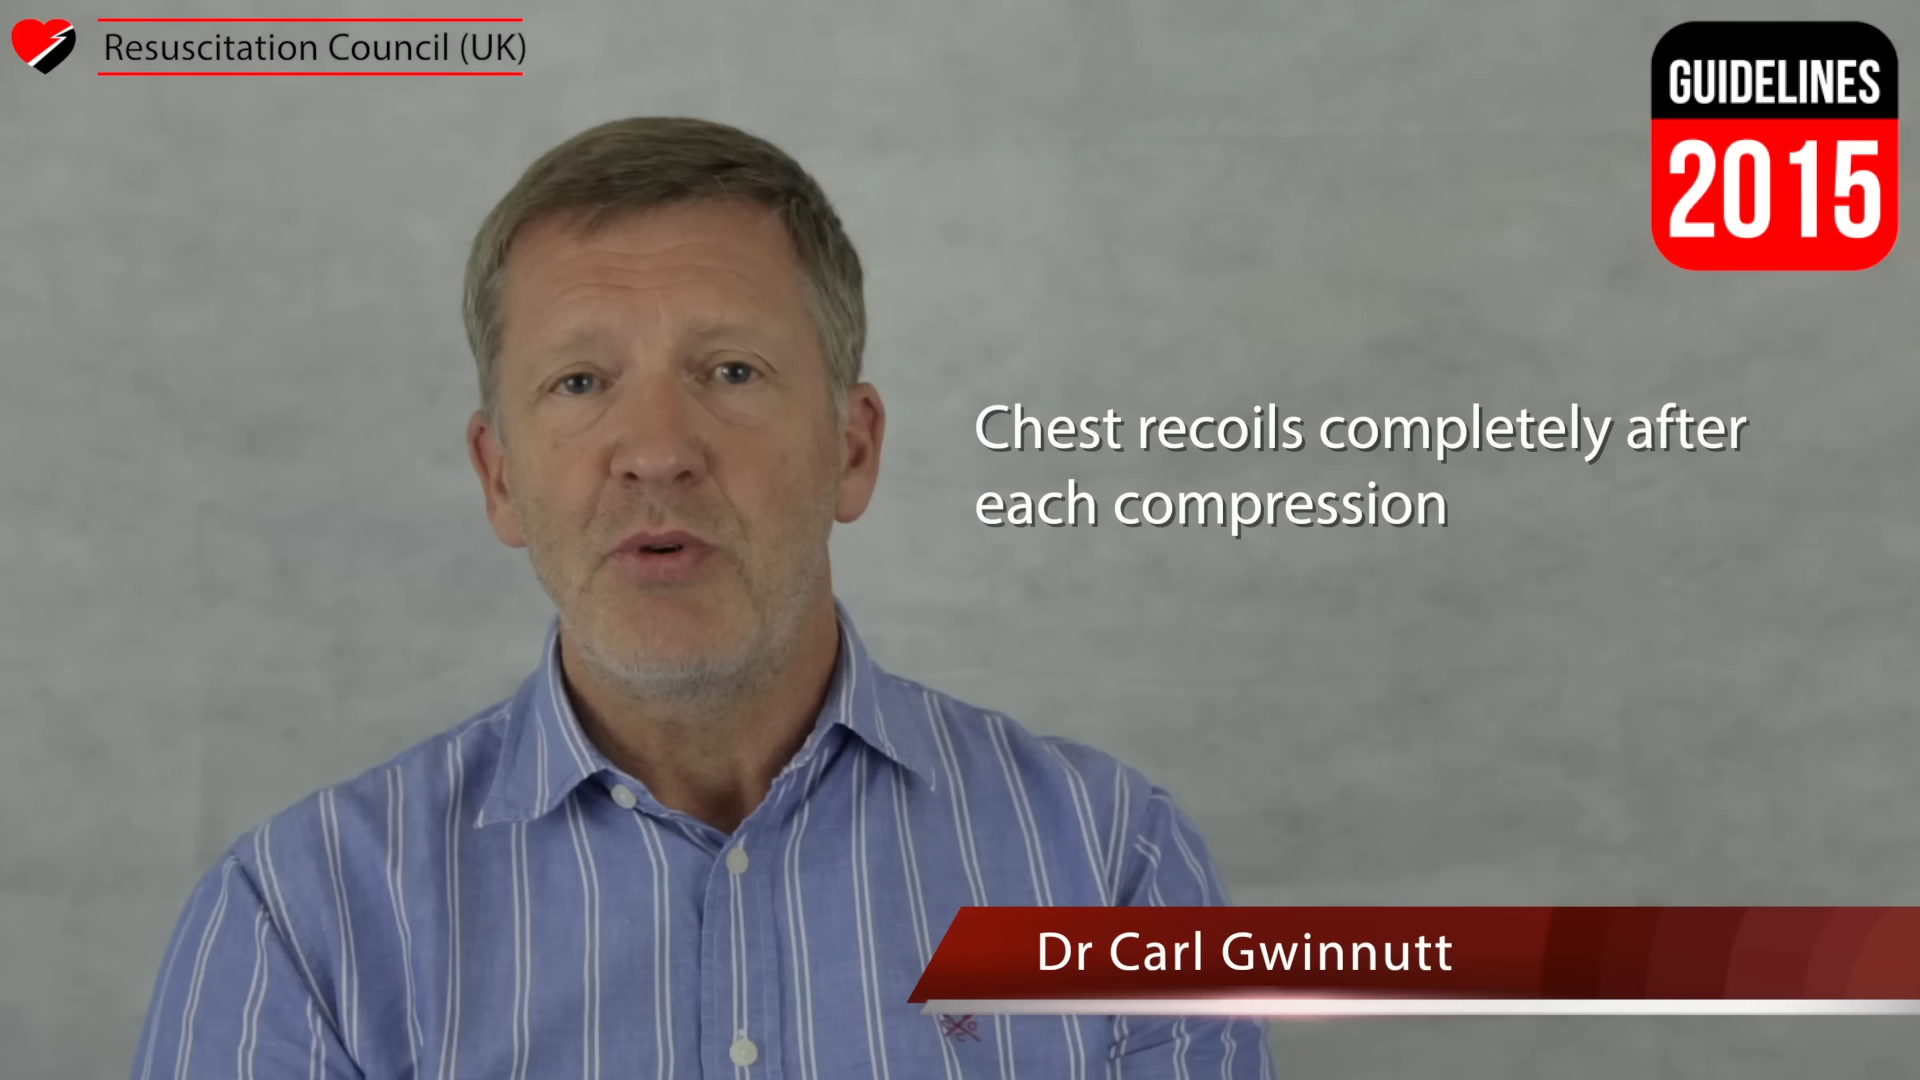 Resuscitation Council (UK)
GUIDELINES
2015
Chest recoils completely after
each compression
Dr Carl Gwinnutt